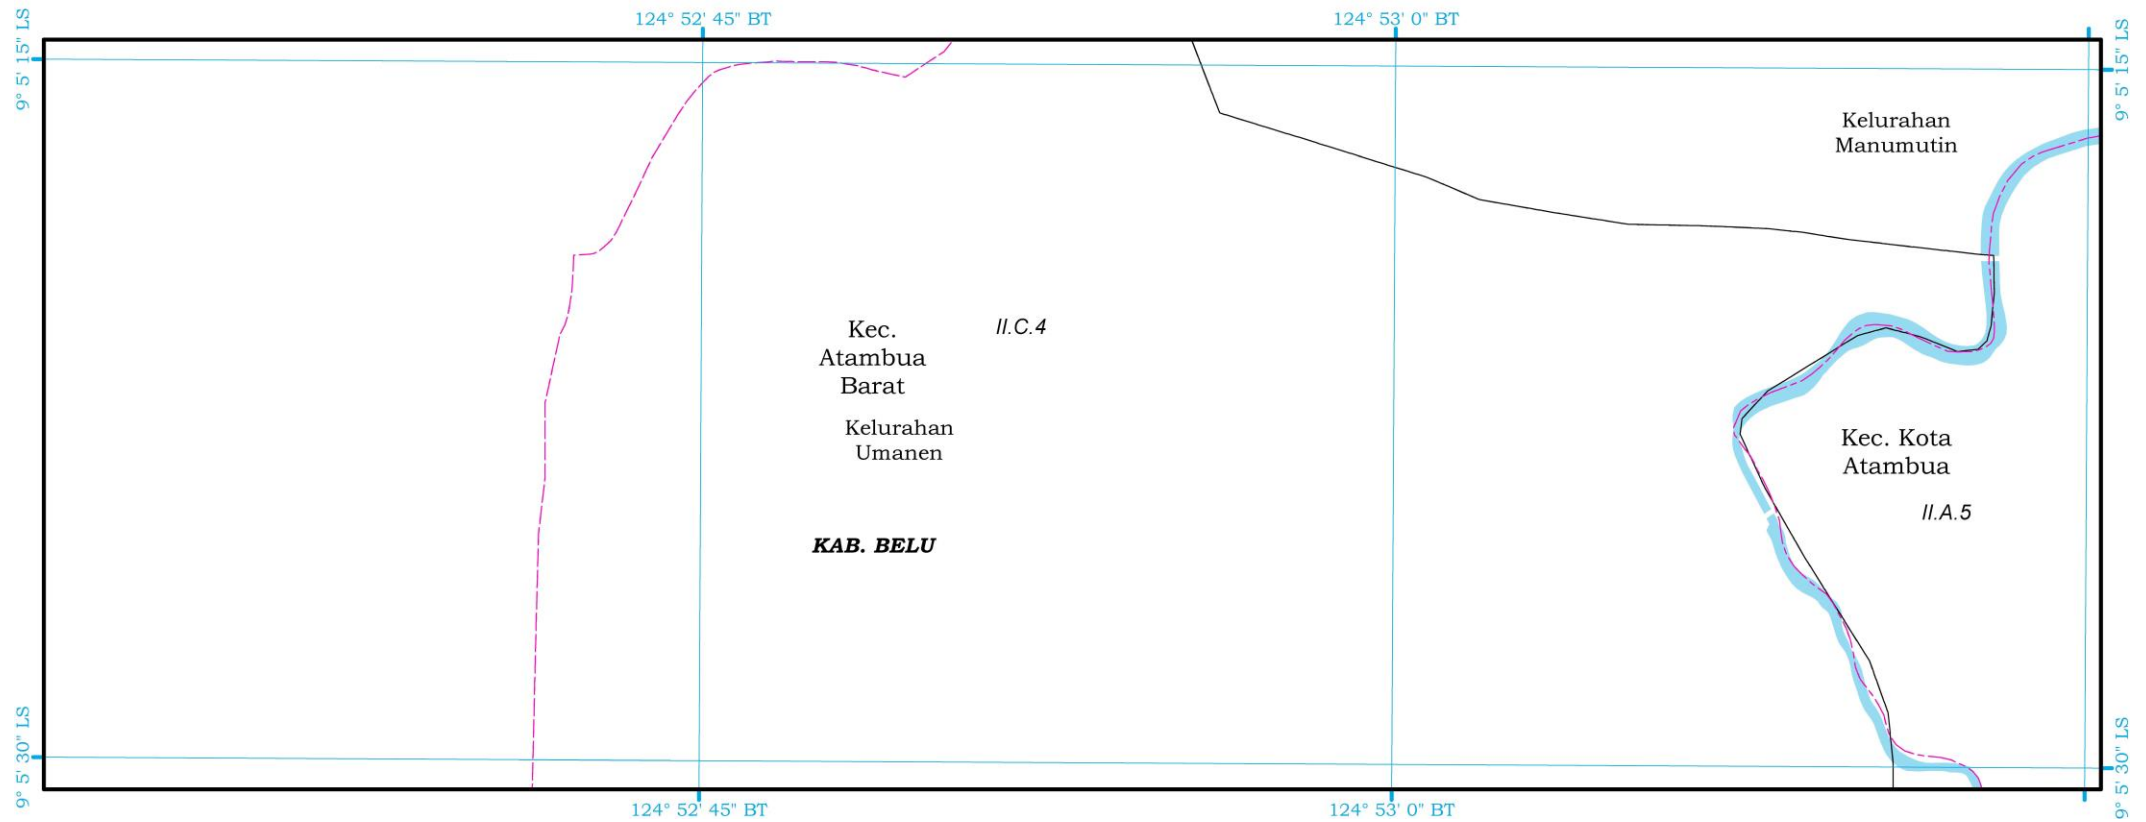 124° 52' 45" BT
124° 53' 0" BT
9° 5' 15" LS
9° 5' 15" LS
Kelurahan
Manumutin
Kec.
Atambua
Barat
II.C.4
Kelurahan
Umanen
Kec. Kota
Atambua
II.A.5
KAB. BELU
9° 5' 30" LS
9° 5' 30" LS
124° 52' 45" BT
124° 53' 0" BT